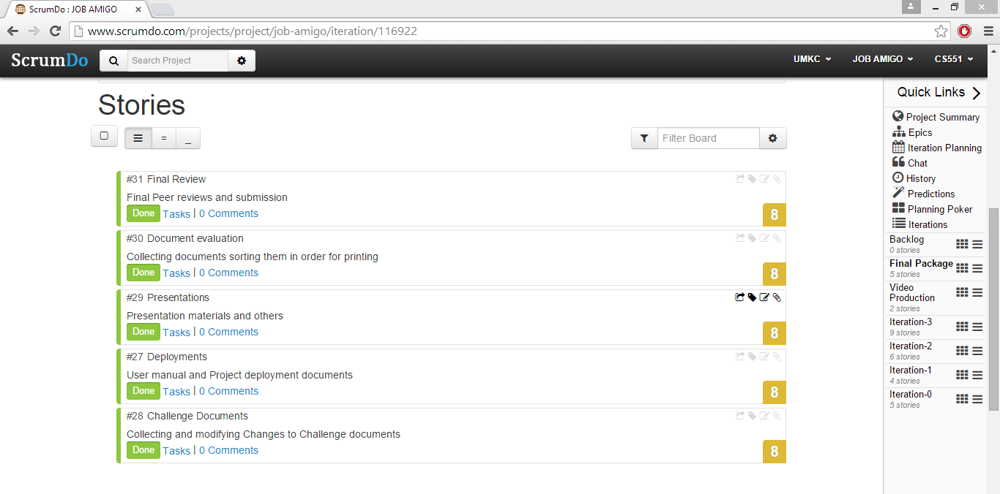 ScrumDo : JOB AMIGO
www.scrumdo.com/projects/project/job-amigo/iteration/116922
ScrumDo
Search Project
UMKC
JOB AMIGO
CS551
Stories
Filter Board
#31 Final Review
Final Peer reviews and submission
Done Tasks | 0 Comments
8
#30 Document evaluation
Collecting documents sorting them in order for printing
Done Tasks | 0 Comments
8
#29 Presentations
Presentation materials and others
Done Tasks | 0 Comments
8
#27 Deployments
User manual and Project deployment documents
Done Tasks | 0 Comments
8
#28 Challenge Documents
Collecting and modifying Changes to Challenge documents
Done Tasks | 0 Comments
8
Quick Links
Project Summary
Epics
Iteration Planning
Chat
History
Predictions
Planning Poker
Iterations
Backlog
0 stories
Final Package
5 stories
Video
Production
2 stories
Iteration-3
9 stories
Iteration-2
6 stories
Iteration-1
4 stories
Iteration-0
5 stories